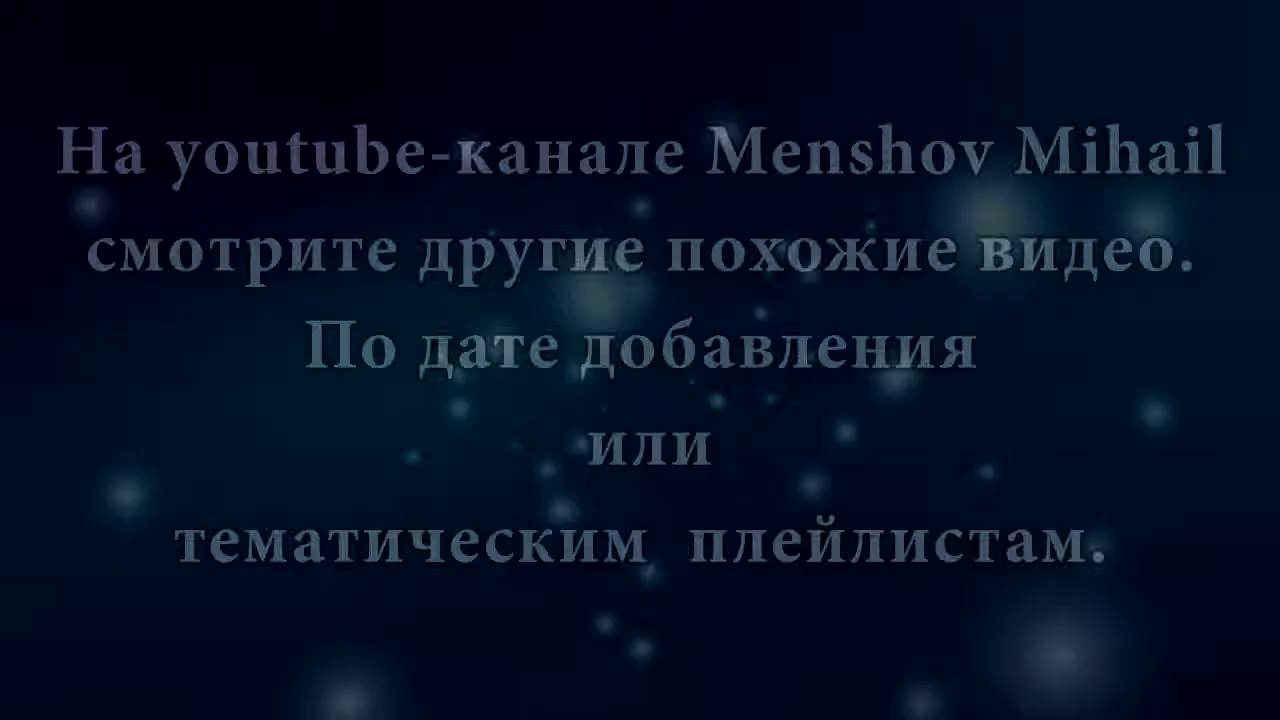 На youtube-канале Menshov Mihail
смотрите другие похожие видео.
По дате добавления
или
тематическим плейлистам.